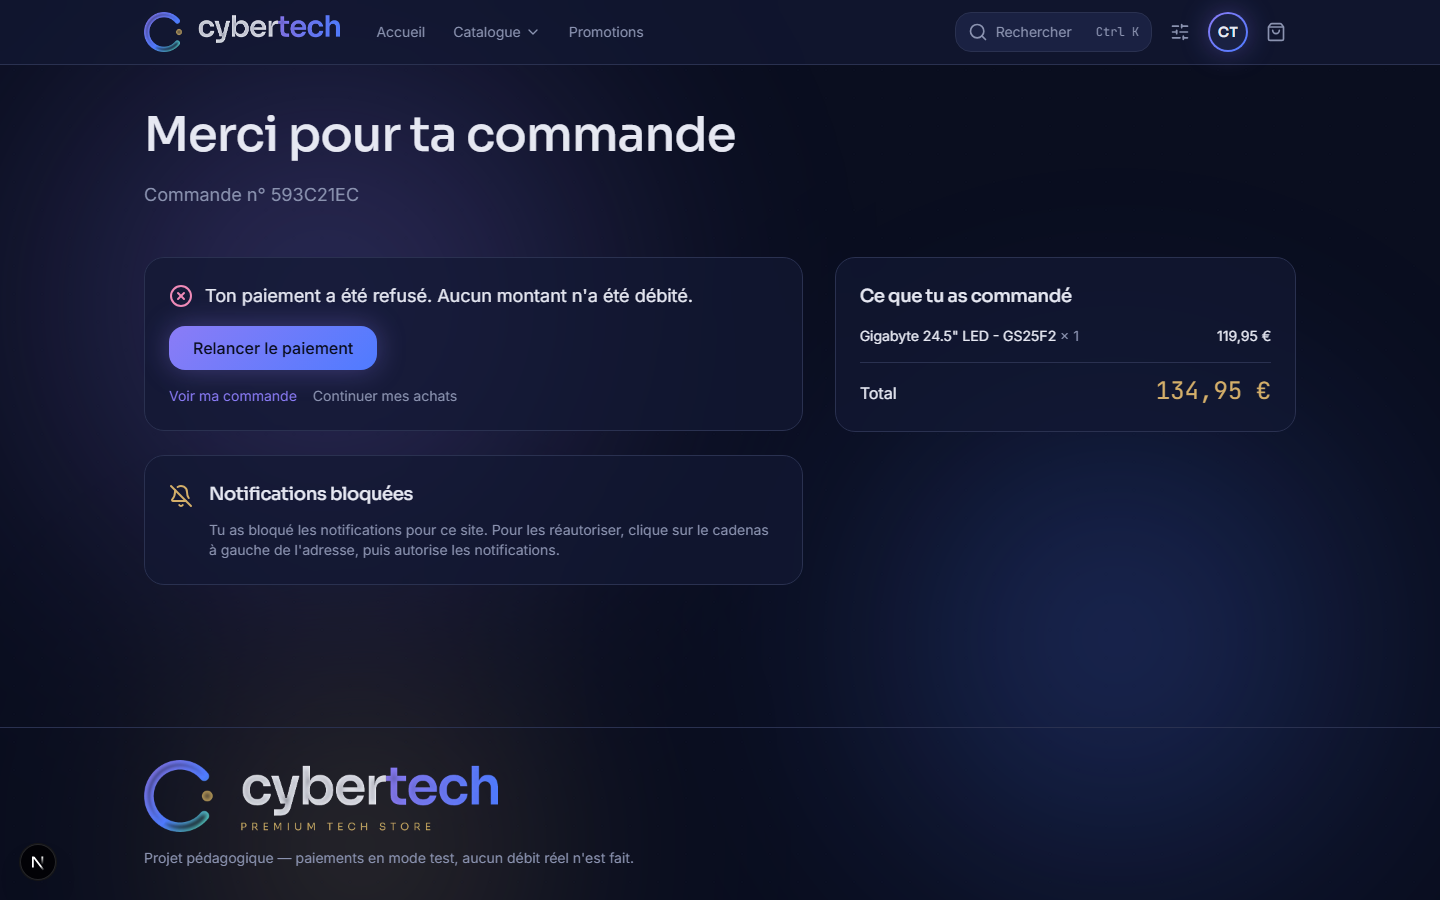 cybertech
Accueil
Catalogue
Promotions
Rechercher
Ctrl K
CT
Merci pour ta commande
Commande n° 593C21EC
Ton paiement a été refusé. Aucun montant n'a été débité.
Relancer le paiement
Voir ma commande
Continuer mes achats
Ce que tu as commandé
Gigabyte 24.5" LED - GS25F2 × 1
119,95 €
Total
134,95 €
Notifications bloquées
Tu as bloqué les notifications pour ce site. Pour les réautoriser, clique sur le cadenas
à gauche de l'adresse, puis autorise les notifications.
cybertech
PREMIUM TECH STORE
Projet pédagogique — paiements en mode test, aucun débit réel n'est fait.
N